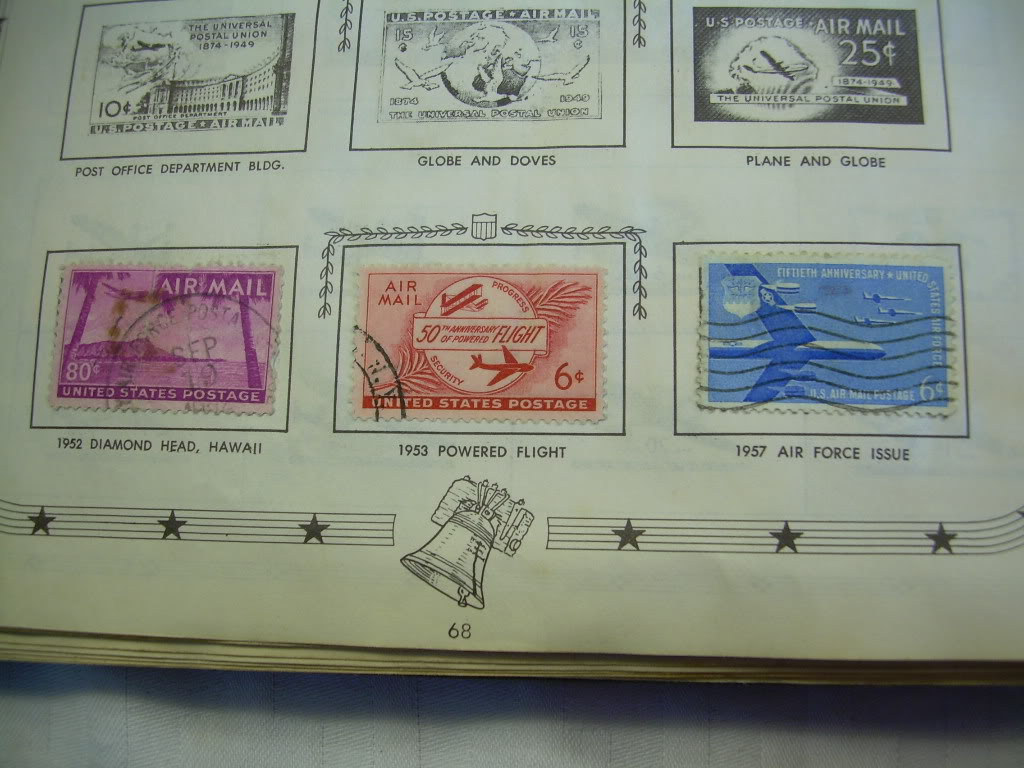 THE UNIVERSAL
POSTAL UNION
1874-1949
10¢
POST OFFICE DEPARTMENT
U.S. POSTAGE • AIR MAIL
POST OFFICE DEPARTMENT BLDG.
U.S. POSTAGE • AIR MAIL
15¢ 15¢
1874 1949
THE UNIVERSAL POSTAL UNION
GLOBE AND DOVES
U.S. POSTAGE • AIR MAIL
25¢
1874-1949
THE UNIVERSAL POSTAL UNION
PLANE AND GLOBE
AIR MAIL
SEP
80¢
UNITED STATES POSTAGE
1952 DIAMOND HEAD, HAWAII
AIR
MAIL
PROGRESS
50TH ANNIVERSARY OF POWERED FLIGHT
SECURITY
6¢
UNITED STATES POSTAGE
1953 POWERED FLIGHT
FIFTIETH ANNIVERSARY ★ UNITED STATES AIR FORCE
U.S. AIR MAIL POSTAGE 6¢
1957 AIR FORCE ISSUE
68